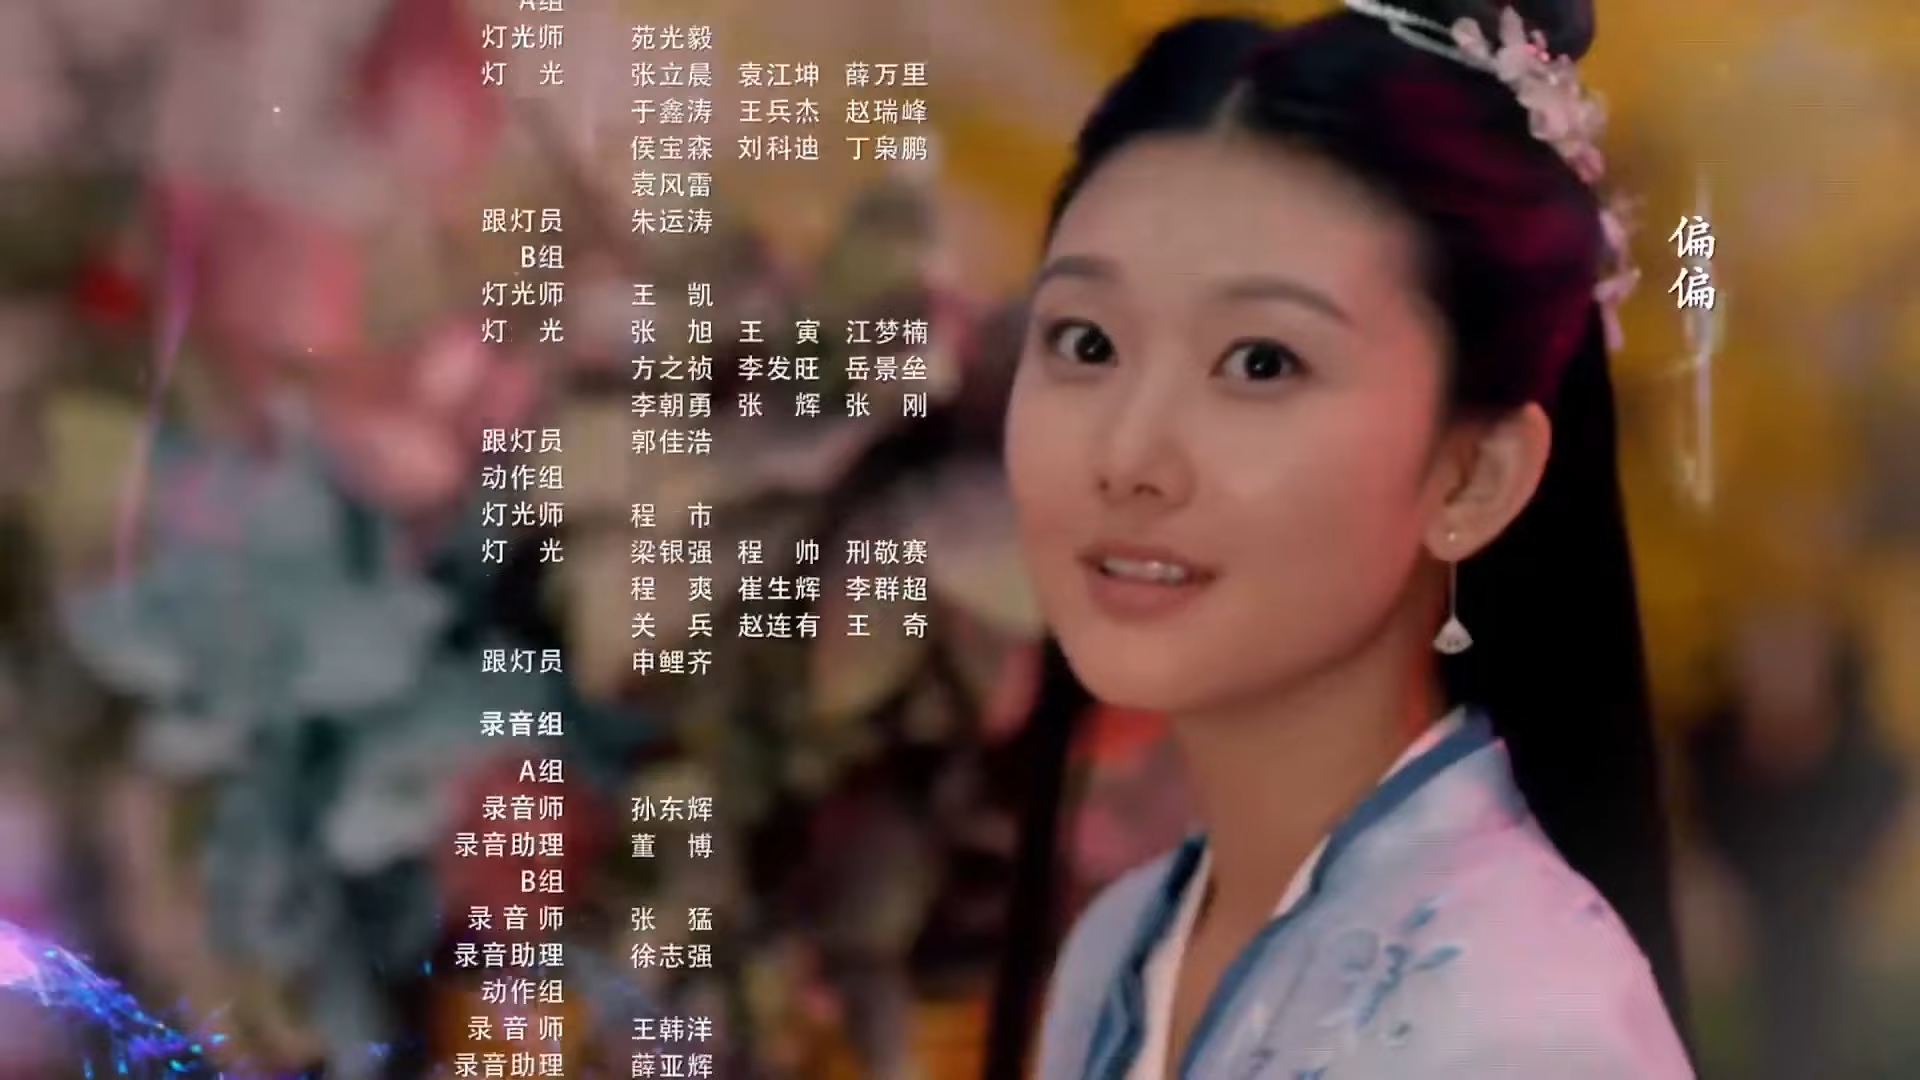 A组
灯光师 苑光毅
灯 光 张立晨 袁江坤 薛万里
于鑫涛 王兵杰 赵瑞峰
侯宝森 刘科迪 丁枭鹏
袁风雷
跟灯员 朱运涛
B组
灯光师 王 凯
灯 光 张 旭 王 寅 江梦楠
方之祯 李发旺 岳景垒
李朝勇 张 辉 张 刚
跟灯员 郭佳浩
动作组
灯光师 程 市
灯 光 梁银强 程 帅 刑敬赛
程 爽 崔生辉 李群超
关 兵 赵连有 王 奇
跟灯员 申鲤齐
录音组
A组
录音师 孙东辉
录音助理 董 博
B组
录音师 张 猛
录音助理 徐志强
动作组
录音师 王韩洋
录音助理 薛亚辉
偏偏